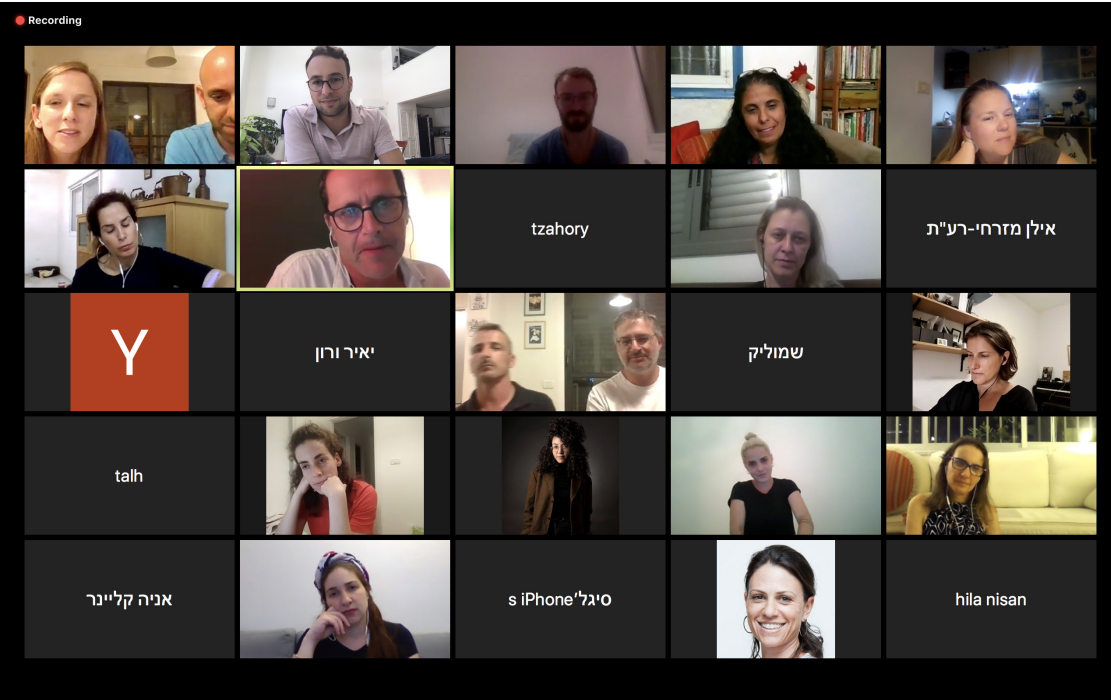 Recording
tzahory
אילן מזרחי-רע"ת
Y
יאיר ורון
שמוליק
talh
אניה קליינר
סיגל’s iPhone
hila nisan